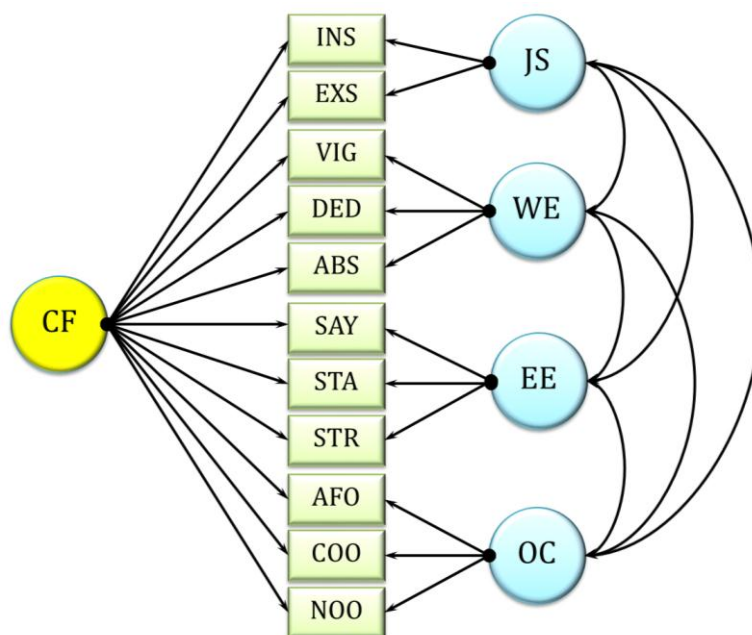 INS
JS
EXS
VIG
WE
DED
ABS
CF
SAY
EE
STA
STR
AFO
OC
COO
NOO